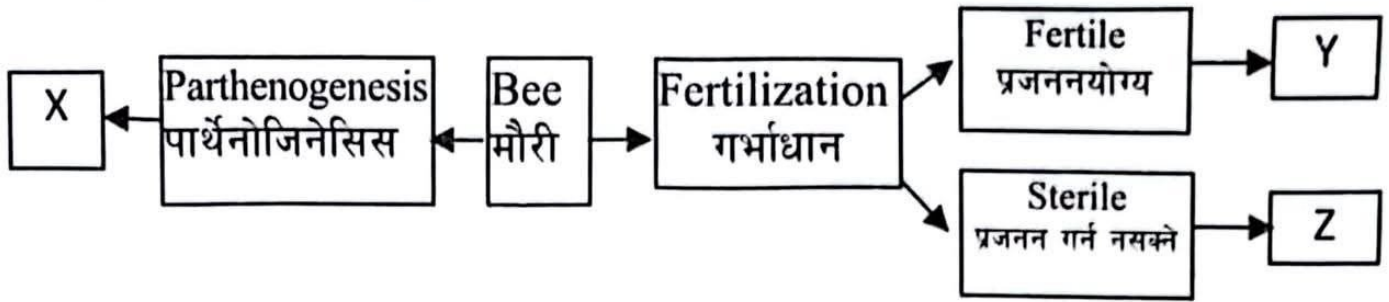 X
Parthenogenesis
पार्थेनोजिनेसिस
Bee
मौरी
Fertilization
गर्भाधान
Fertile
प्रजननयोग्य
Y
Sterile
प्रजनन गर्न नसक्ने
Z